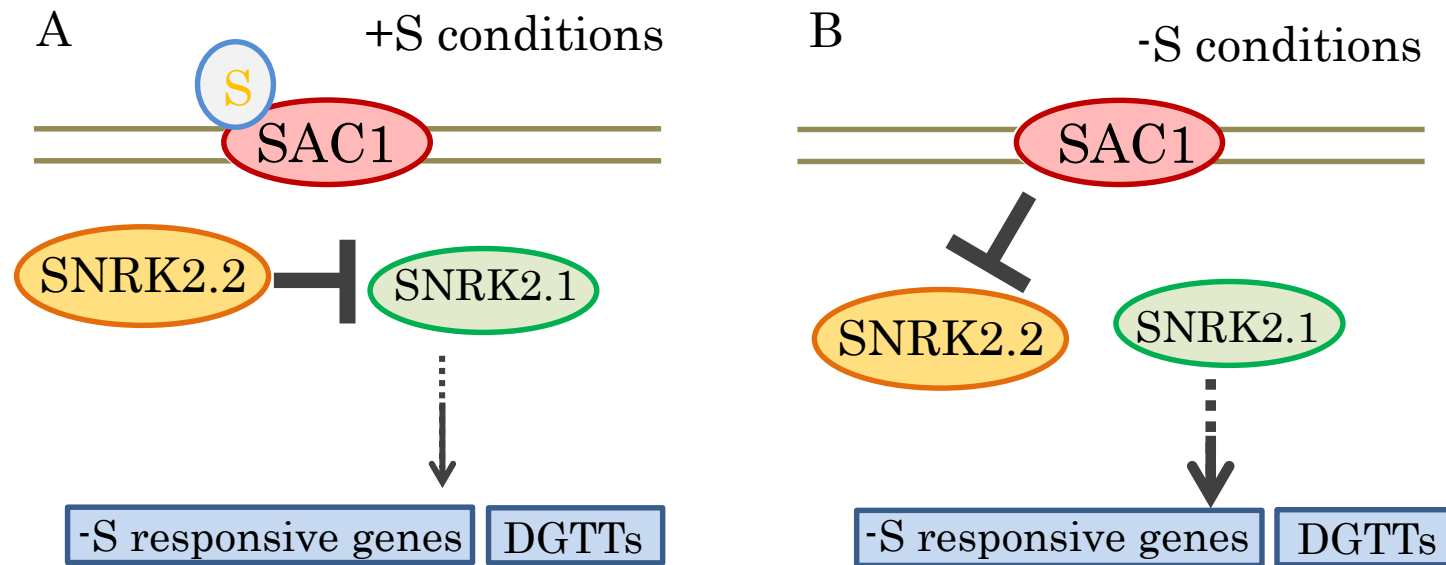 A
+S conditions
S
SAC1
SNRK2.2
SNRK2.1
-S responsive genes
DGTTs
B
-S conditions
SAC1
SNRK2.2
SNRK2.1
-S responsive genes
DGTTs